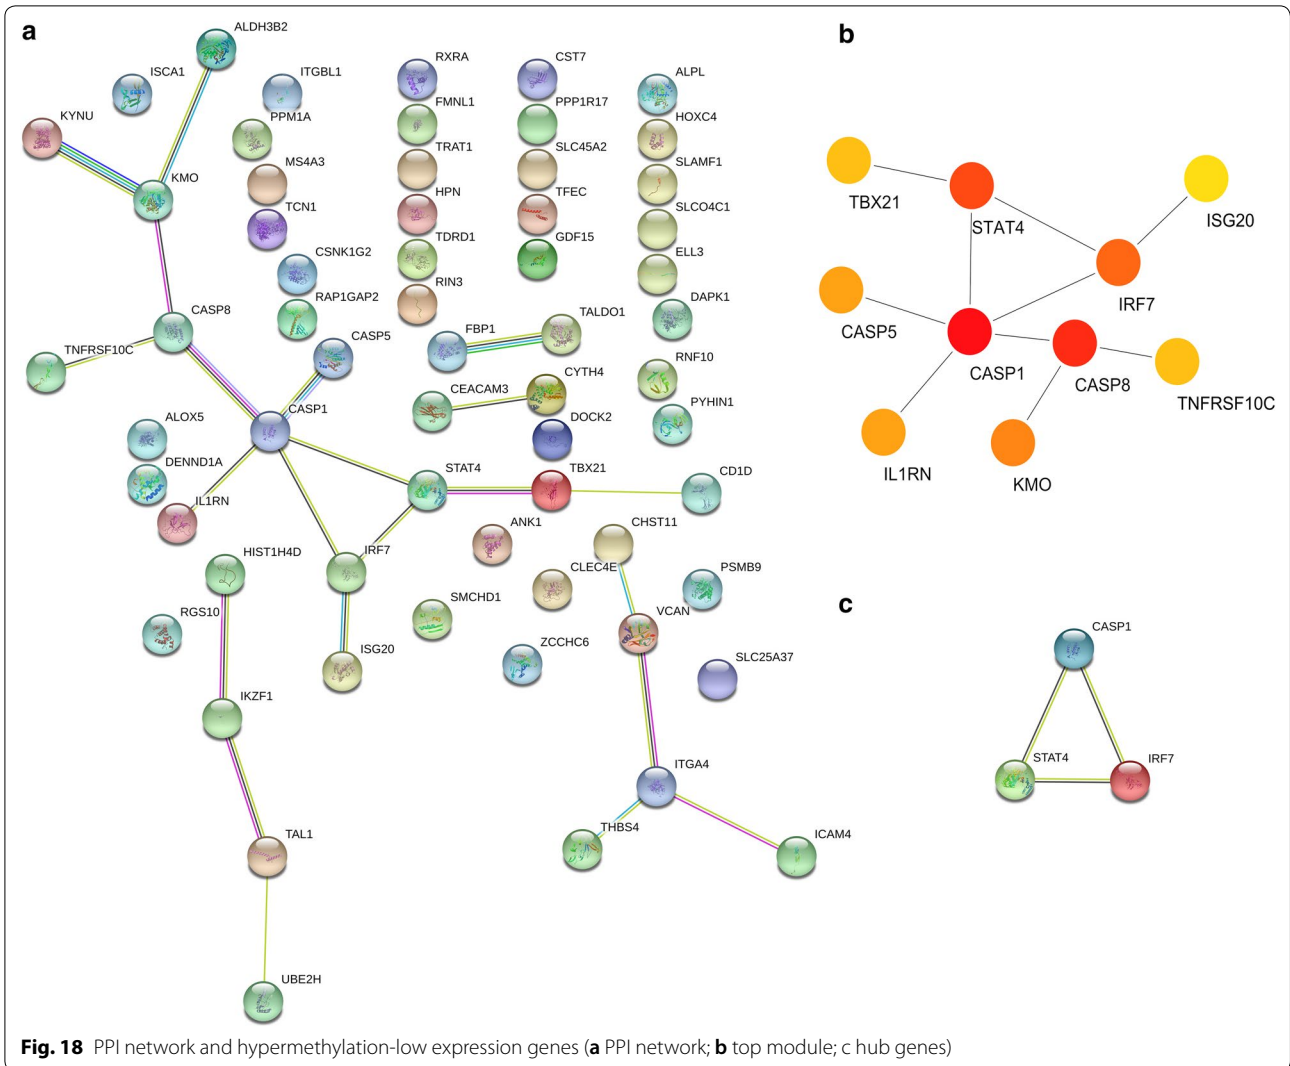 a
ALDH3B2
ISCA1
ITGBL1
KYNU
PPM1A
MS4A3
KMO
TCN1
CSNK1G2
RAP1GAP2
CASP8
TNFRSF10C
CASP5
CASP1
ALOX5
DENND1A
IL1RN
RXRA
FMNL1
TRAT1
HPN
TDRD1
RIN3
CST7
PPP1R17
SLC45A2
TFEC
GDF15
ALPL
HOXC4
SLAMF1
SLCO4C1
ELL3
DAPK1
FBP1
TALDO1
RNF10
CEACAM3
CYTH4
PYHIN1
DOCK2
STAT4
TBX21
CD1D
HIST1H4D
IRF7
ANK1
CHST11
CLEC4E
PSMB9
RGS10
SMCHD1
VCAN
ISG20
ZCCHC6
SLC25A37
IKZF1
ITGA4
TAL1
THBS4
ICAM4
UBE2H
b
TBX21
STAT4
ISG20
IRF7
CASP5
CASP1
CASP8
TNFRSF10C
IL1RN
KMO
c
CASP1
STAT4
IRF7
Fig. 18 PPI network and hypermethylation-low expression genes (a PPI network; b top module; c hub genes)